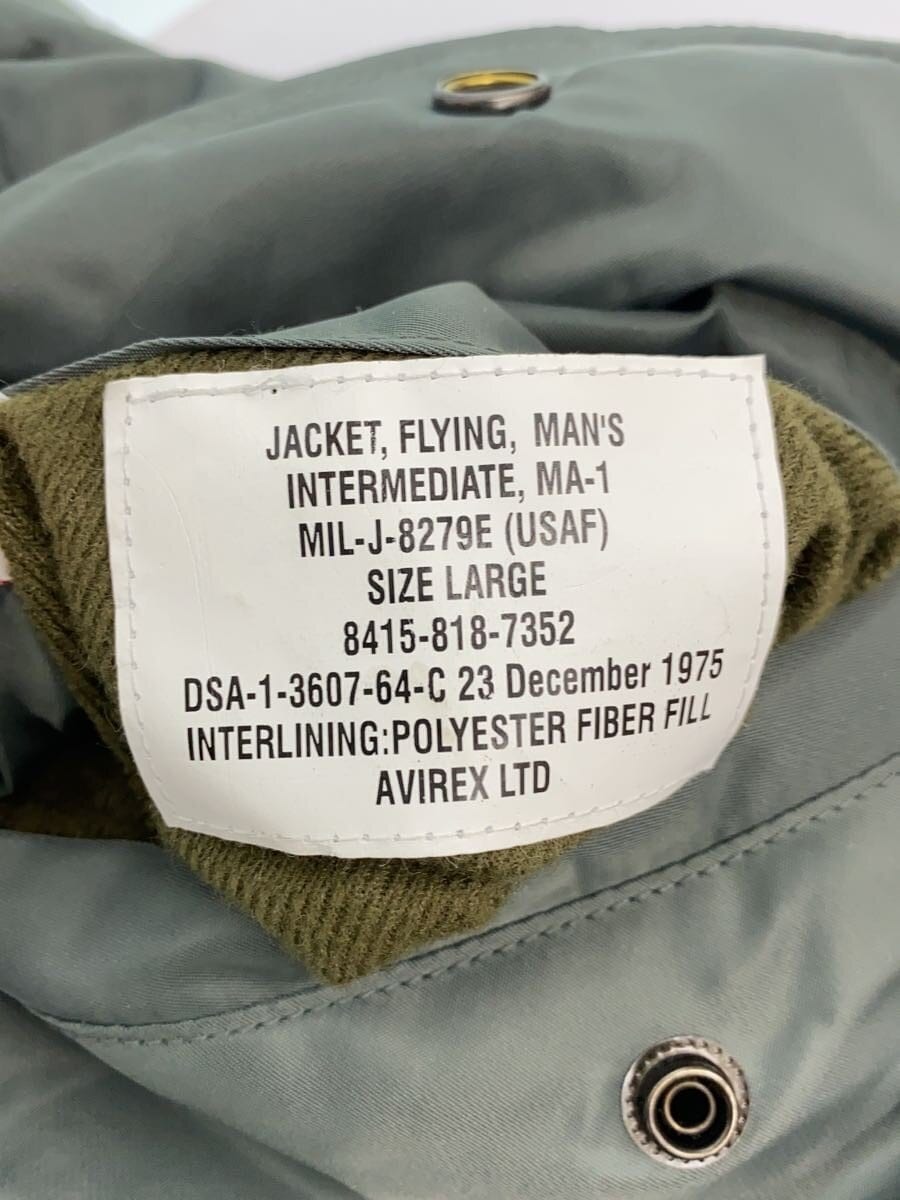 JACKET, FLYING, MAN'S
INTERMEDIATE, MA-1
MIL-J-8279E (USAF)
SIZE LARGE
8415-818-7352
DSA-1-3607-64-C 23 December 1975
INTERLINING:POLYESTER FIBER FILL
AVIREX LTD